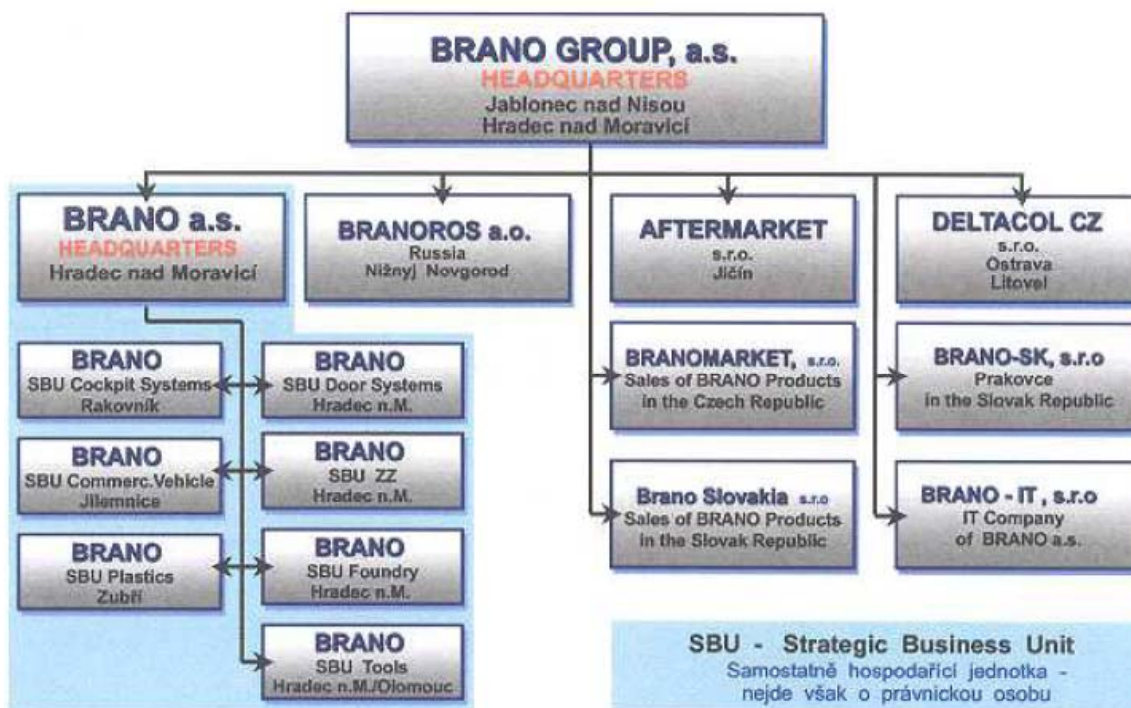 BRANO GROUP, a.s.
HEADQUARTERS
Jablonec nad Nisou
Hradec nad Moravicí
BRANO a.s.
HEADQUARTERS
Hradec nad Moravicí
BRANOROS a.o.
Russia
Nižnyj Novgorod
AFTERMARKET
s.r.o.
Jičín
DELTACOL CZ
s.r.o.
Ostrava
Litovel
BRANO
SBU Cockpit Systems
Rakovník
BRANO
SBU Door Systems
Hradec n.M.
BRANOMARKET, s.r.o.
Sales of BRANO Products
in the Czech Republic
BRANO-SK, s.r.o
Prakovce
in the Slovak Republic
BRANO
SBU Commerc.Vehicle
Jilemnice
BRANO
SBU ZZ
Hradec n.M.
Brano Slovakia s.r.o
Sales of BRANO Products
in the Slovak Republic
BRANO - IT , s.r.o
IT Company
of BRANO a.s.
BRANO
SBU Plastics
Zubří
BRANO
SBU Foundry
Hradec n.M.
BRANO
SBU Tools
Hradec n.M./Olomouc
SBU - Strategic Business Unit
Samostatně hospodařící jednotka -
nejde však o právnickou osobu